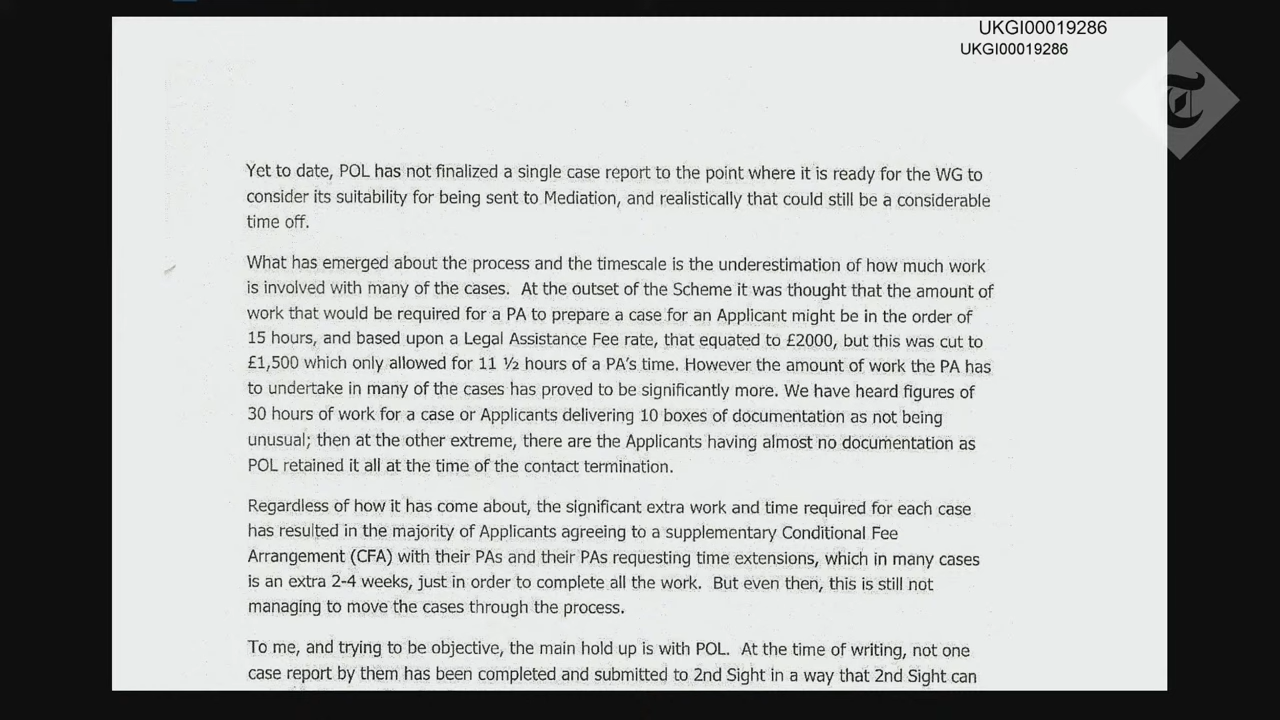 UKGI00019286
UKGI00019286
Yet to date, POL has not finalized a single case report to the point where it is ready for the WG to
consider its suitability for being sent to Mediation, and realistically that could still be a considerable
time off.
What has emerged about the process and the timescale is the underestimation of how much work
is involved with many of the cases. At the outset of the Scheme it was thought that the amount of
work that would be required for a PA to prepare a case for an Applicant might be in the order of
15 hours, and based upon a Legal Assistance Fee rate, that equated to £2000, but this was cut to
£1,500 which only allowed for 11 ½ hours of a PA's time. However the amount of work the PA has
to undertake in many of the cases has proved to be significantly more. We have heard figures of
30 hours of work for a case or Applicants delivering 10 boxes of documentation as not being
unusual; then at the other extreme, there are the Applicants having almost no documentation as
POL retained it all at the time of the contact termination.
Regardless of how it has come about, the significant extra work and time required for each case
has resulted in the majority of Applicants agreeing to a supplementary Conditional Fee
Arrangement (CFA) with their PAs and their PAs requesting time extensions, which in many cases
is an extra 2-4 weeks, just in order to complete all the work. But even then, this is still not
managing to move the cases through the process.
To me, and trying to be objective, the main hold up is with POL. At the time of writing, not one
case report by them has been completed and submitted to 2nd Sight in a way that 2nd Sight can